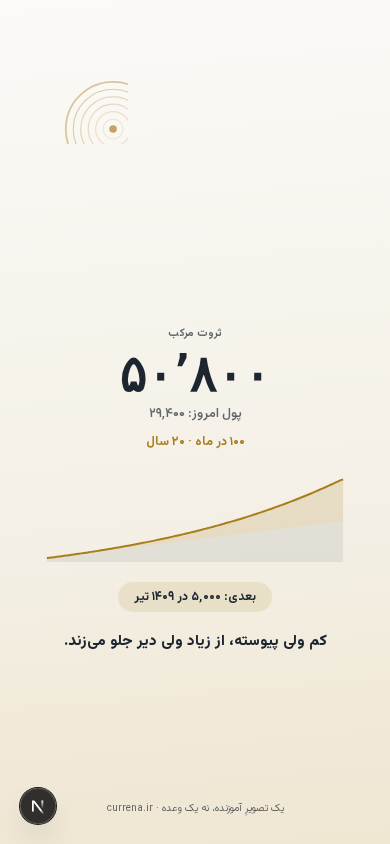 ثروت مرکب
۵۰٬۸۰۰
پول امروز: ۲۹,۴۰۰
۱۰۰ در ماه · ۲۰ سال
بعدی: ۵,۰۰۰ در ۱۴۰۹ تیر
کم ولی پیوسته، از زیاد ولی دیر جلو می‌زند.
یک تصویرِ آموزنده، نه یک وعده · currena.ir
N